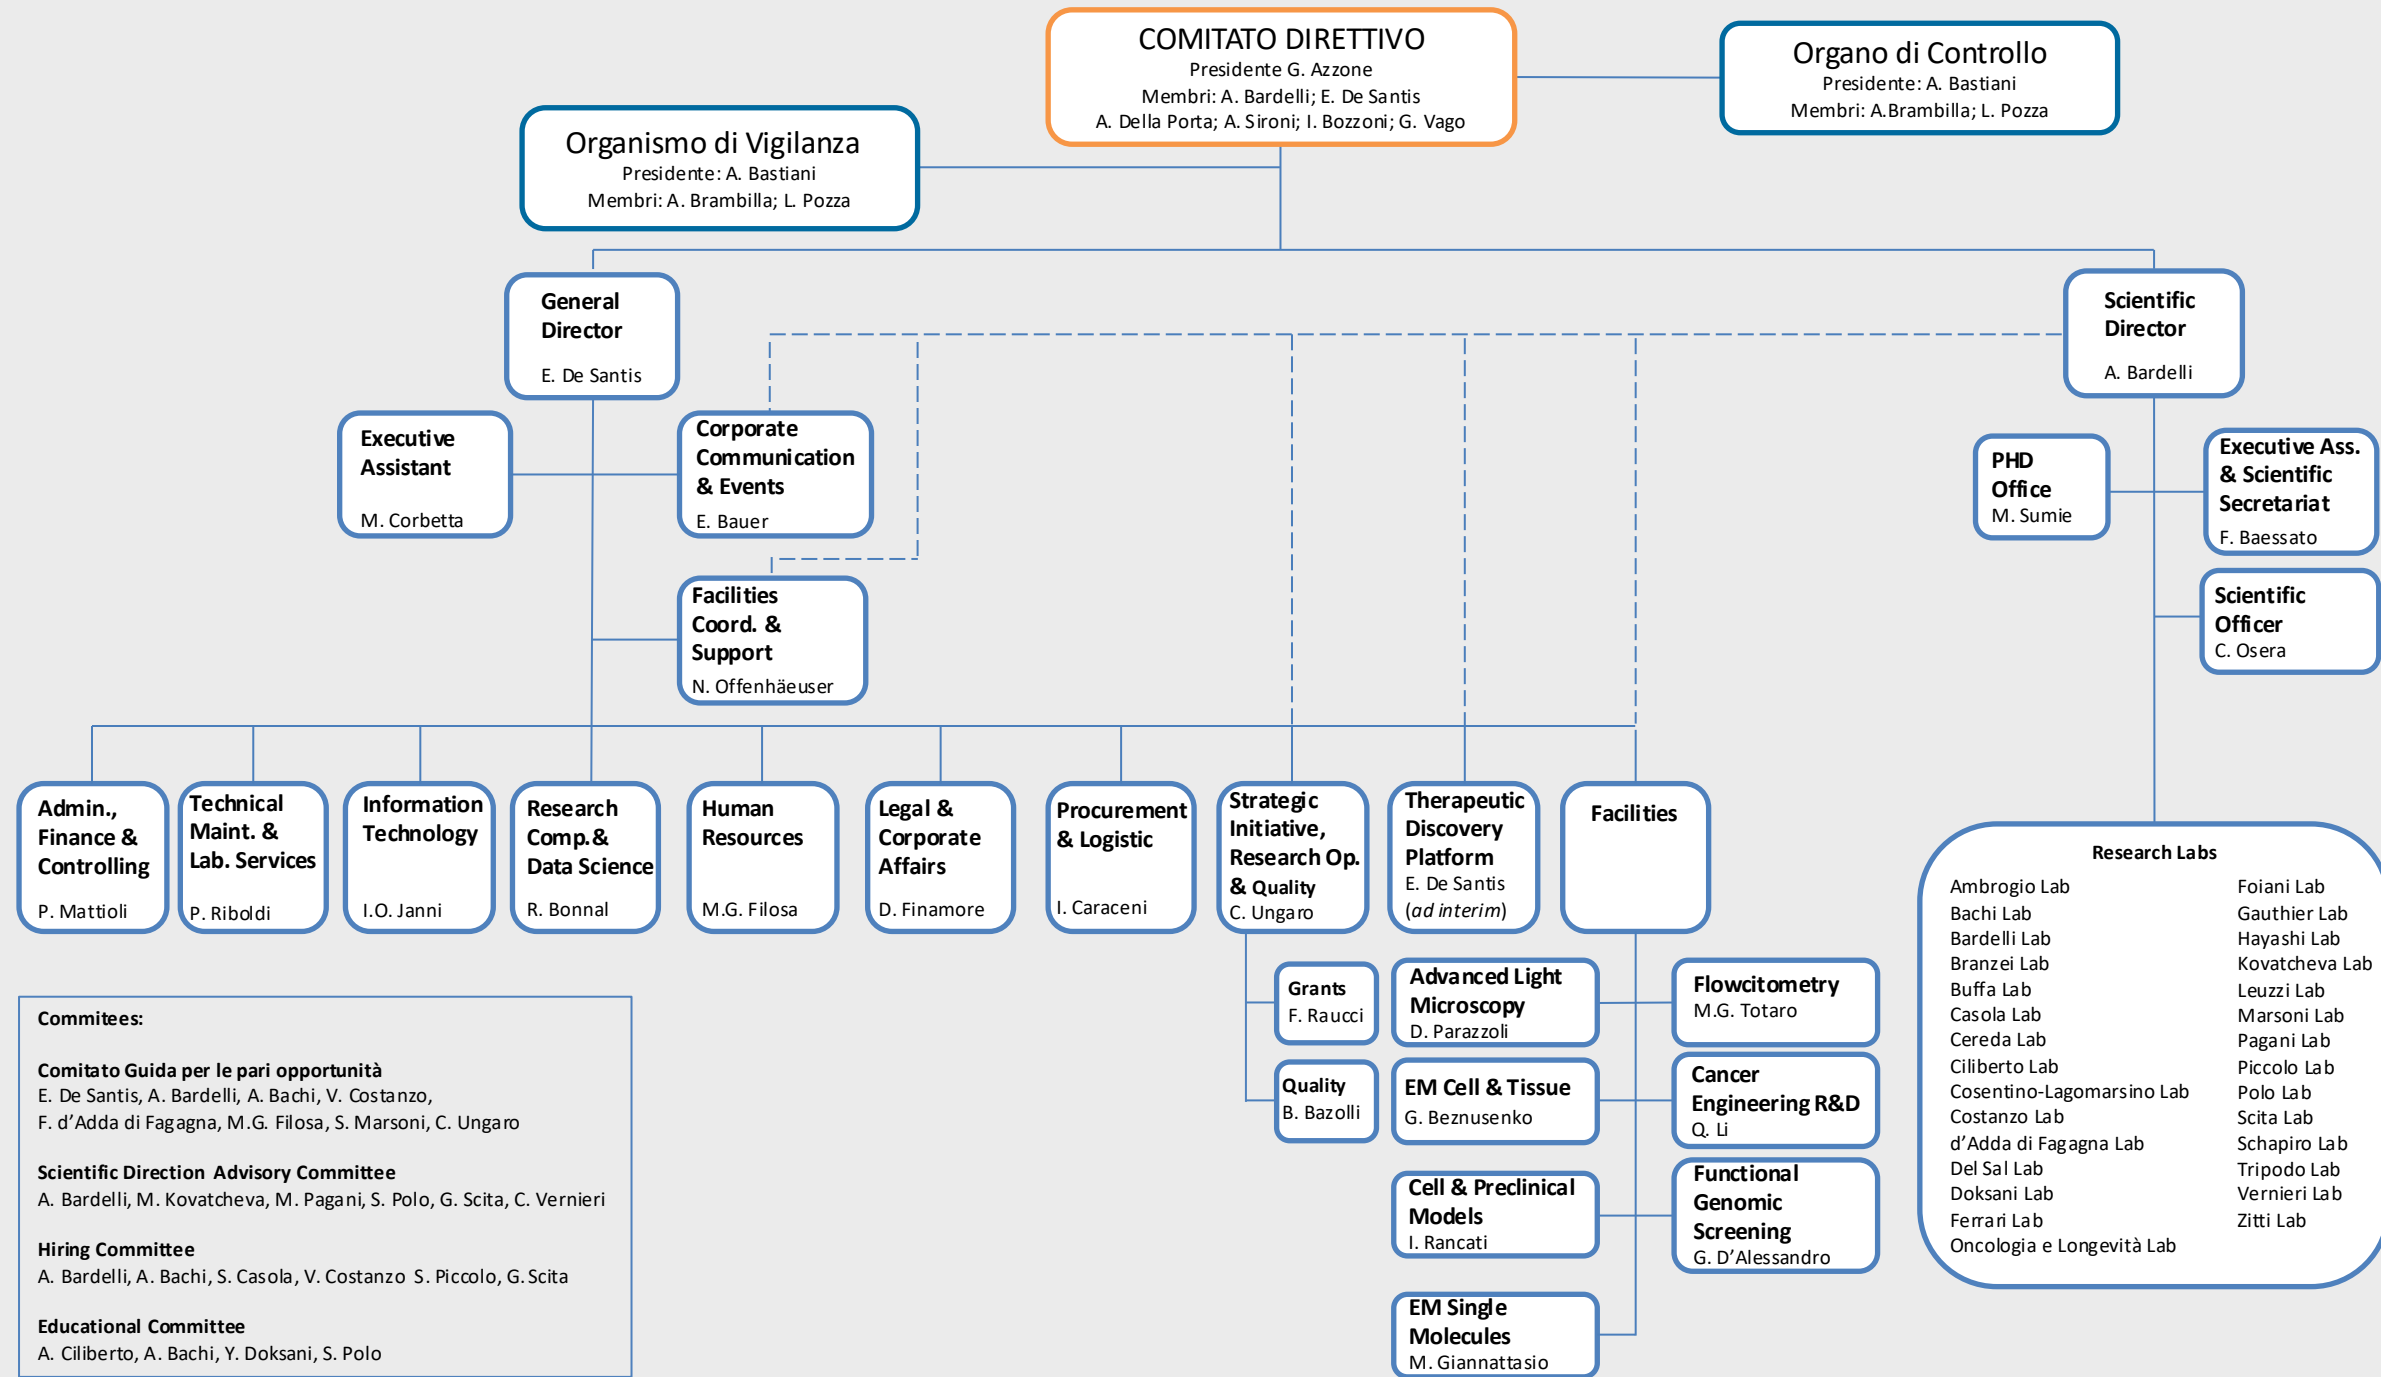 COMITATO DIRETTIVO
Presidente G. Azzone
Membri: A. Bardelli; E. De Santis
A. Della Porta; A. Sironi; I. Bozzoni; G. Vago
Organo di Controllo
Presidente: A. Bastiani
Membri: A.Brambilla; L. Pozza
Organismo di Vigilanza
Presidente: A. Bastiani
Membri: A. Brambilla; L. Pozza
General
Director
E. De Santis
Scientific
Director
A. Bardelli
Executive
Assistant
M. Corbetta
Corporate
Communication
& Events
E. Bauer
PHD
Office
M. Sumie
Executive Ass.
& Scientific
Secretariat
F. Baessato
Facilities
Coord. &
Support
N. Offenhäeuser
Scientific
Officer
C. Osera
Admin.,
Finance &
Controlling
P. Mattioli
Technical
Maint. &
Lab. Services
P. Riboldi
Information
Technology
I.O. Janni
Research
Comp.&
Data Science
R. Bonnal
Human
Resources
M.G. Filosa
Legal &
Corporate
Affairs
D. Finamore
Procurement
& Logistic
I. Caraceni
Strategic
Initiative,
Research Op.
& Quality
C. Ungaro
Therapeutic
Discovery
Platform
E. De Santis
(ad interim)
Facilities
Grants
F. Raucci
Quality
B. Bazolli
Advanced Light
Microscopy
D. Parazzoli
Flowcitometry
M.G. Totaro
EM Cell & Tissue
G. Beznusenko
Cancer
Engineering R&D
Q. Li
Cell & Preclinical
Models
I. Rancati
Functional
Genomic
Screening
G. D'Alessandro
EM Single
Molecules
M. Giannattasio
Research Labs
Ambrogio Lab
Bachi Lab
Bardelli Lab
Branzei Lab
Buffa Lab
Casola Lab
Cereda Lab
Ciliberto Lab
Cosentino-Lagomarsino Lab
Costanzo Lab
d'Adda di Fagagna Lab
Del Sal Lab
Doksani Lab
Ferrari Lab
Oncologia e Longevità Lab
Foiani Lab
Gauthier Lab
Hayashi Lab
Kovatcheva Lab
Leuzzi Lab
Marsoni Lab
Pagani Lab
Piccolo Lab
Polo Lab
Scita Lab
Schapiro Lab
Tripodo Lab
Vernieri Lab
Zitti Lab
Commitees:
Comitato Guida per le pari opportunità
E. De Santis, A. Bardelli, A. Bachi, V. Costanzo,
F. d'Adda di Fagagna, M.G. Filosa, S. Marsoni, C. Ungaro
Scientific Direction Advisory Committee
A. Bardelli, M. Kovatcheva, M. Pagani, S. Polo, G. Scita, C. Vernieri
Hiring Committee
A. Bardelli, A. Bachi, S. Casola, V. Costanzo S. Piccolo, G. Scita
Educational Committee
A. Ciliberto, A. Bachi, Y. Doksani, S. Polo